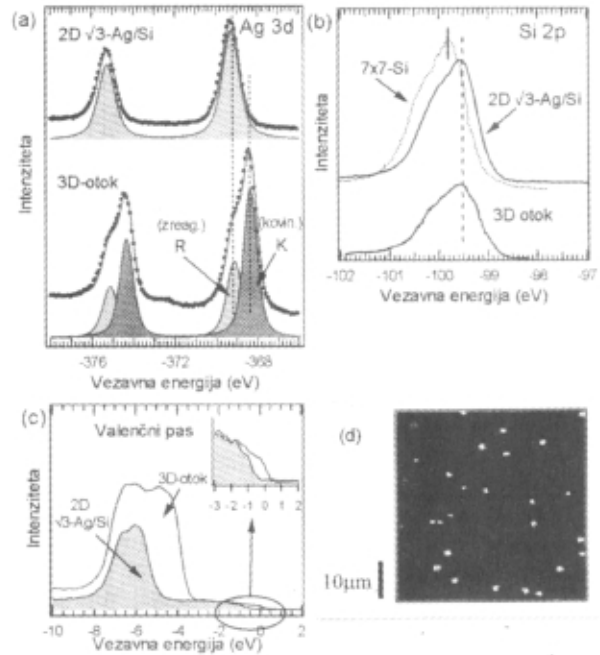 (a)
Ag 3d
2D √3-Ag/Si
3D-otok
(zreag.)
R
(kovin.)
K
Intenziteta
-376 -372 -368
Vezavna energija (eV)
(b)
Si 2p
7x7-Si
2D √3-Ag/Si
3D otok
Intenziteta
-102 -101 -100 -99 -98 -97
Vezavna energija (eV)
(c)
Valenčni pas
3D-otok
2D
√3-Ag/Si
-3 -2 -1 0 1 2
Intenziteta
-10 -8 -6 -4 -2 0 2
Vezavna energija (eV)
(d)
10μm